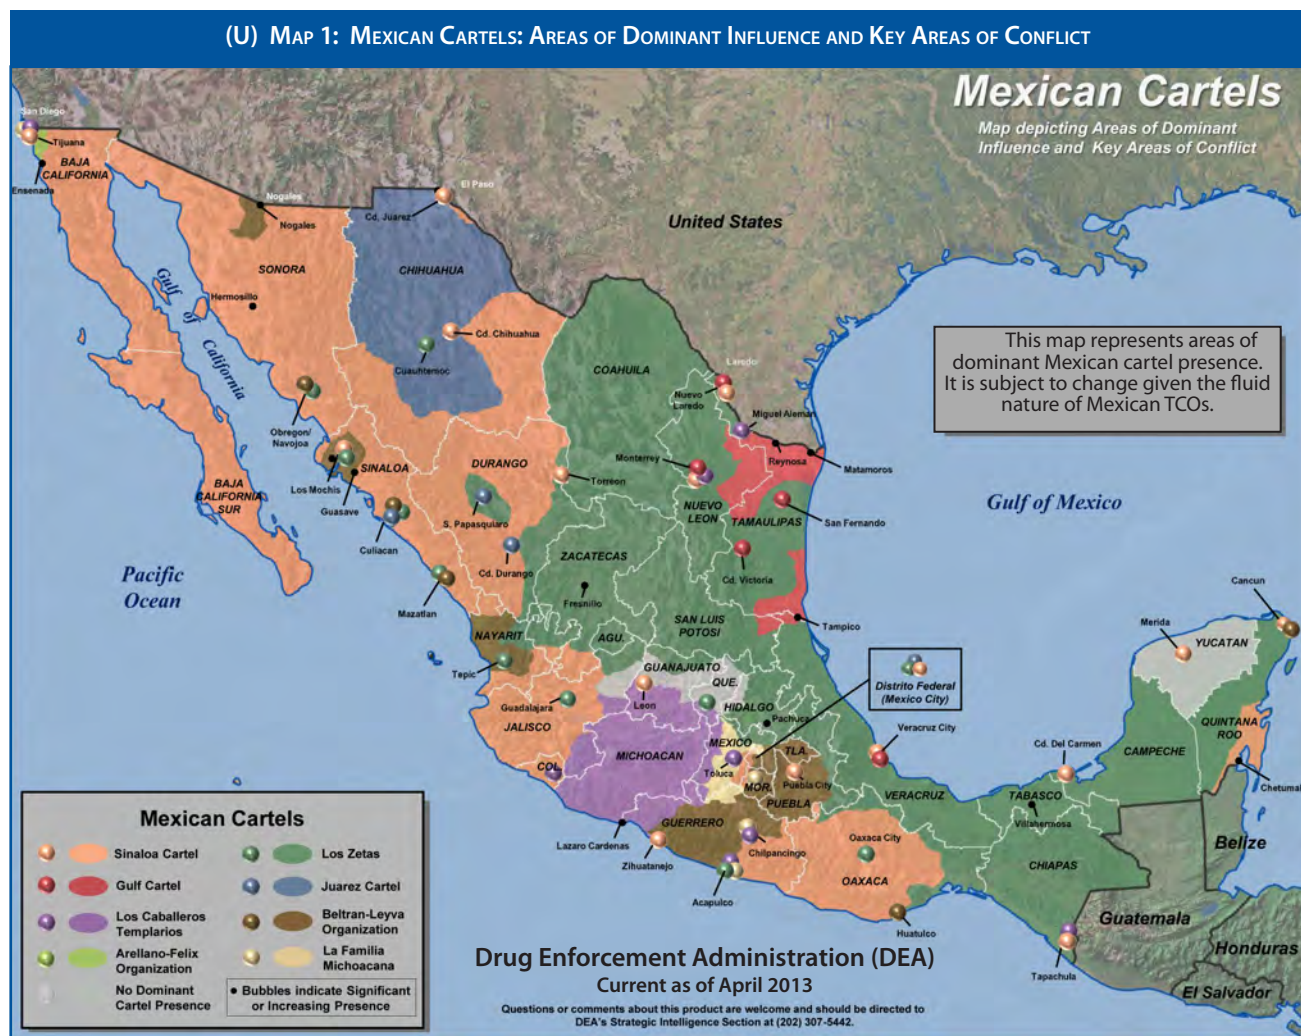 (U) Map 1: Mexican Cartels: Areas of Dominant Influence and Key Areas of Conflict
Mexican Cartels
Map depicting Areas of Dominant
Influence and Key Areas of Conflict
San Diego
Tijuana
BAJA
CALIFORNIA
Ensenada
Nogales
Nogales
El Paso
Cd. Juarez
United States
SONORA
CHIHUAHUA
Hermosillo
Gulf
of
California
Cd. Chihuahua
Cuauhtemoc
COAHUILA
This map represents areas of
dominant Mexican cartel presence.
It is subject to change given the fluid
nature of Mexican TCOs.
Laredo
Nuevo
Laredo
Miguel Aleman
Obregon/
Navojoa
Monterrey
Reynosa
Matamoros
SINALOA
DURANGO
Torreon
Los Mochis
Guasave
BAJA
CALIFORNIA
SUR
NUEVO
LEON
TAMAULIPAS
San Fernando
Gulf of Mexico
S. Papasquiaro
Culiacan
ZACATECAS
Cd. Durango
Cd. Victoria
Pacific
Ocean
Fresnillo
Mazatlan
SAN LUIS
POTOSI
Tampico
Cancun
Merida
YUCATAN
NAYARIT
AGU.
GUANAJUATO
QUE.
Tepic
Distrito Federal
(Mexico City)
Leon
Guadalajara
HIDALGO
Pachuca
JALISCO
QUINTANA
ROO
Veracruz City
Cd. Del Carmen
CAMPECHE
MEXICO
TLA.
MICHOACAN
COL.
Toluca
MOR.
Puebla City
PUEBLA
VERACRUZ
TABASCO
Villahermosa
Chetumal
GUERRERO
Lazaro Cardenas
Zihuatanejo
Chilpancingo
Oaxaca City
OAXACA
CHIAPAS
Belize
Acapulco
Huatulco
Guatemala
Honduras
Tapachula
El Salvador
Mexican Cartels
Sinaloa Cartel
Los Zetas
Gulf Cartel
Juarez Cartel
Los Caballeros
Templarios
Beltran-Leyva
Organization
Arellano-Felix
Organization
La Familia
Michoacana
No Dominant
Cartel Presence
• Bubbles indicate Significant
or Increasing Presence
Drug Enforcement Administration (DEA)
Current as of April 2013
Questions or comments about this product are welcome and should be directed to
DEA's Strategic Intelligence Section at (202) 307-5442.